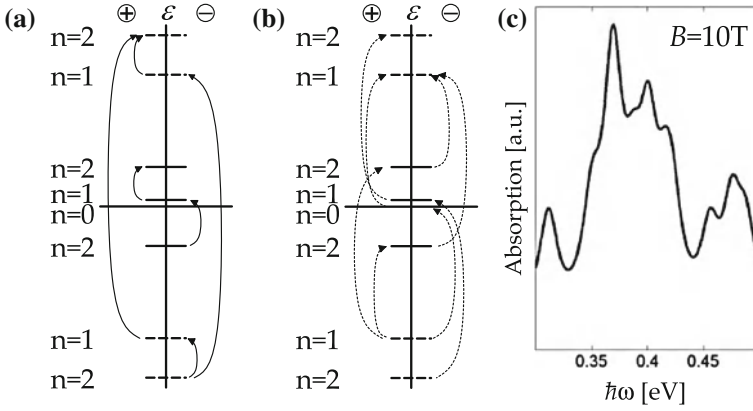 (a)
⊕ ε ⊖
n=2
n=1
n=2
n=1
n=0
n=2
n=1
n=2
(b)
⊕ ε ⊖
n=2
n=1
n=2
n=1
n=0
n=2
n=1
n=2
(c)
B=10T
Absorption [a.u.]
0.35 0.4 0.45
ħω [eV]